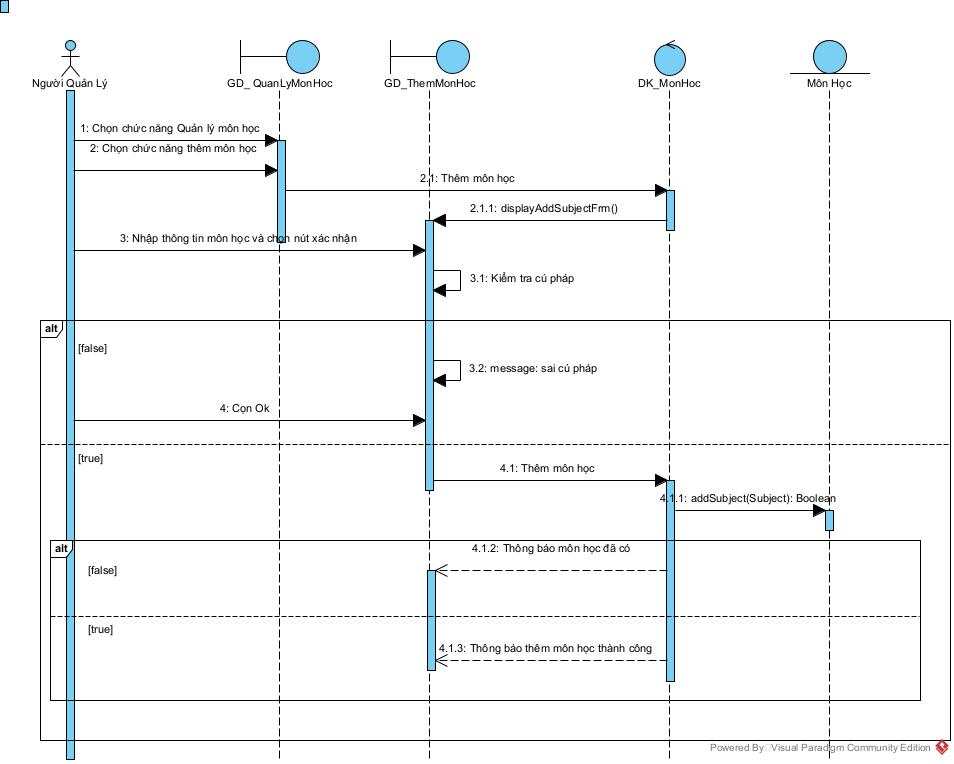 Người Quản Lý
GD_ QuanLyMonHoc
GD_ThemMonHoc
DK_MonHoc
Môn Học
1: Chọn chức năng Quản lý môn học
2: Chọn chức năng thêm môn học
2.1: Thêm môn học
2.1.1: displayAddSubjectFrm()
3: Nhập thông tin môn học và chọn nút xác nhận
3.1: Kiểm tra cú pháp
alt
[false]
3.2: message: sai cú pháp
4: Cọn Ok
[true]
4.1: Thêm môn học
4.1.1: addSubject(Subject): Boolean
alt
4.1.2: Thông báo môn học đã có
[false]
[true]
4.1.3: Thông báo thêm môn học thành công
Powered By Visual Paradigm Community Edition